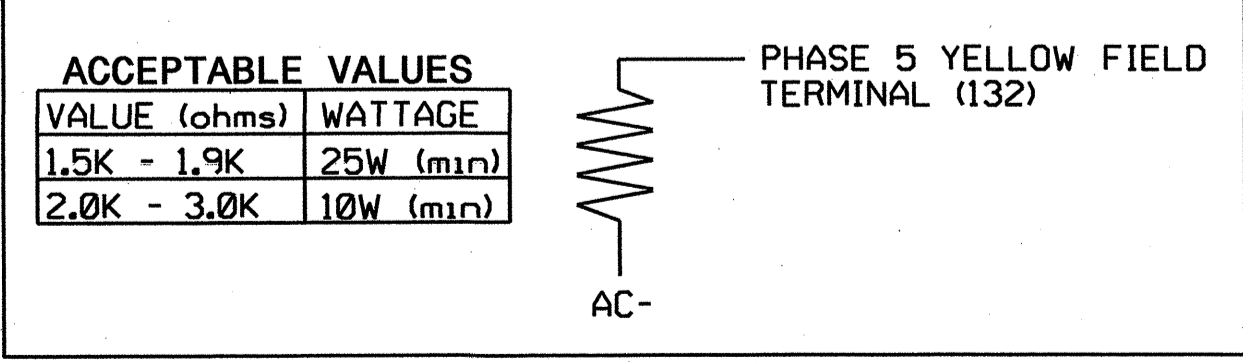 ACCEPTABLE VALUES
VALUE (ohms) WATTAGE
1.5K - 1.9K 25W (min)
2.0K - 3.0K 10W (min)
PHASE 5 YELLOW FIELD
TERMINAL (132)
AC-